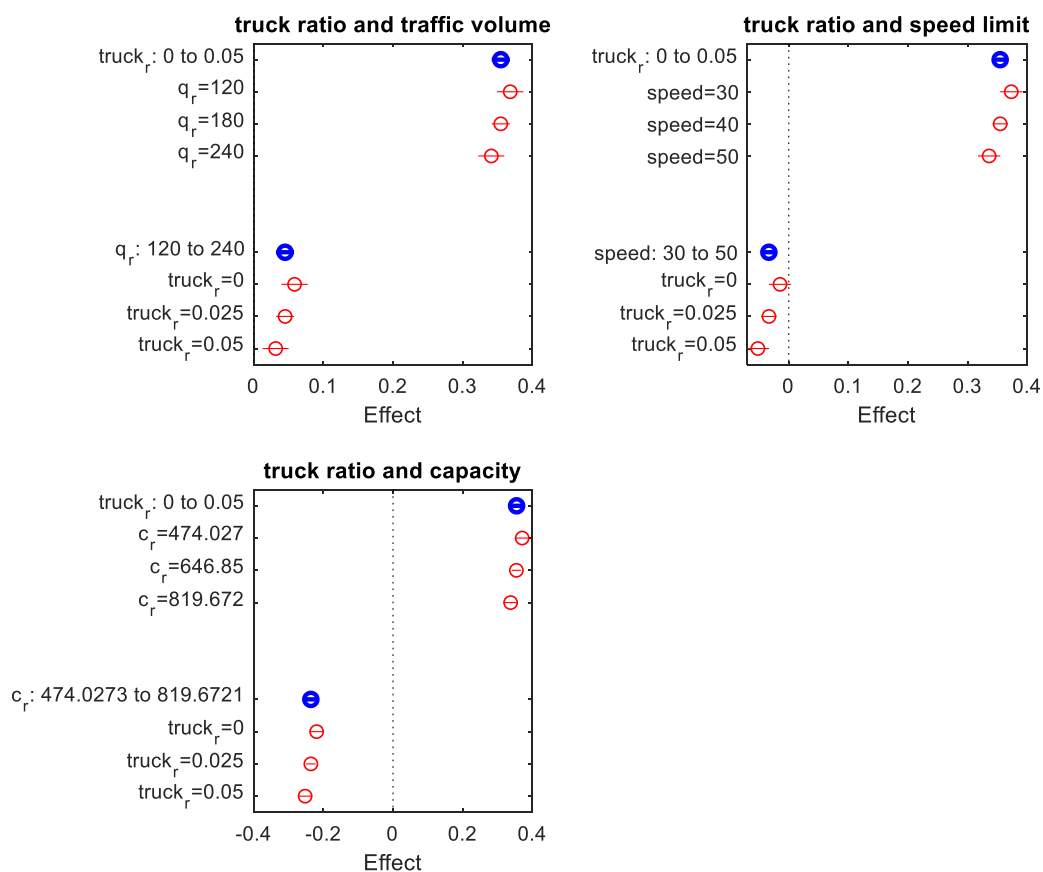 truck ratio and traffic volume
truck_r: 0 to 0.05
q_r=120
q_r=180
q_r=240
q_r: 120 to 240
truck_r=0
truck_r=0.025
truck_r=0.05
0 0.1 0.2 0.3 0.4
Effect
truck ratio and speed limit
truck_r: 0 to 0.05
speed=30
speed=40
speed=50
speed: 30 to 50
truck_r=0
truck_r=0.025
truck_r=0.05
0 0.1 0.2 0.3 0.4
Effect
truck ratio and capacity
truck_r: 0 to 0.05
c_r=474.027
c_r=646.85
c_r=819.672
c_r: 474.0273 to 819.6721
truck_r=0
truck_r=0.025
truck_r=0.05
-0.4 -0.2 0 0.2 0.4
Effect